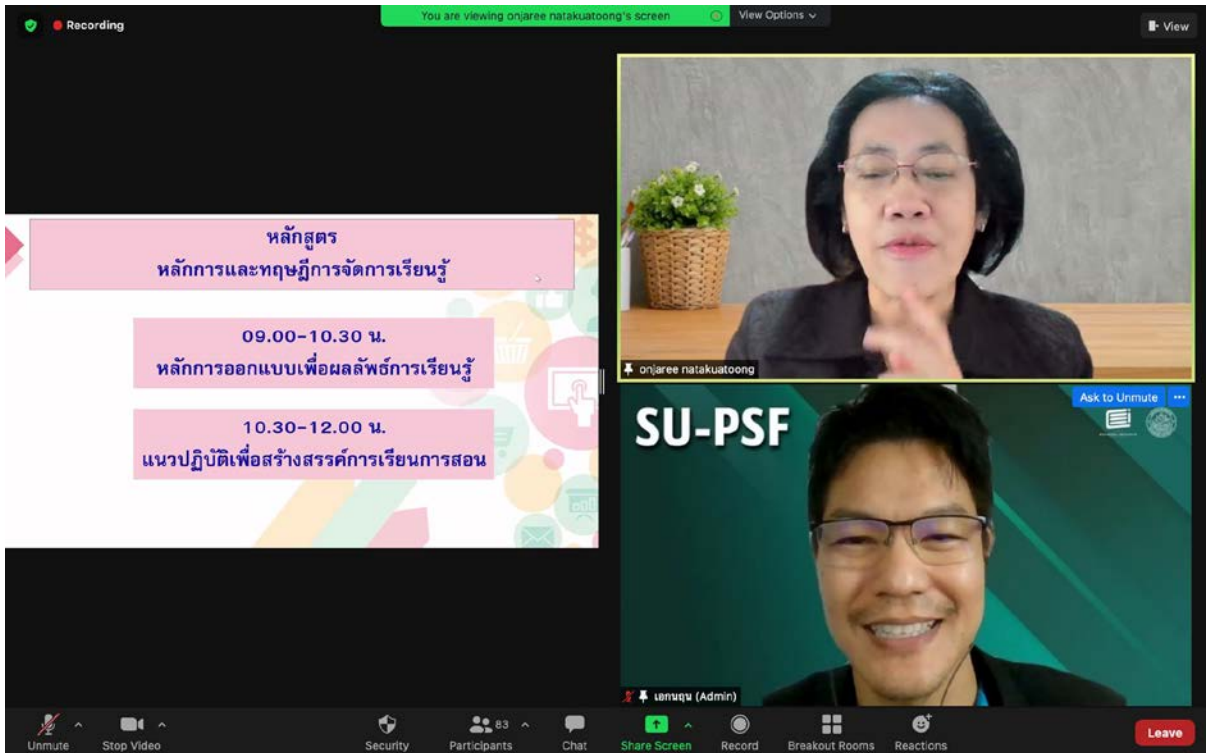 Recording
You are viewing onjaree natakuatoong's screen
View Options
View
หลักสูตร
หลักการและทฤษฎีการจัดการเรียนรู้
09.00-10.30 น.
หลักการออกแบบเพื่อผลลัพธ์การเรียนรู้
10.30-12.00 น.
แนวปฏิบัติเพื่อสร้างสรรค์การเรียนการสอน
onjaree natakuatoong
Ask to Unmute
SU-PSF
เอกนฤน (Admin)
Unmute
Stop Video
Security
Participants
83
Chat
Share Screen
Record
Breakout Rooms
Reactions
Leave